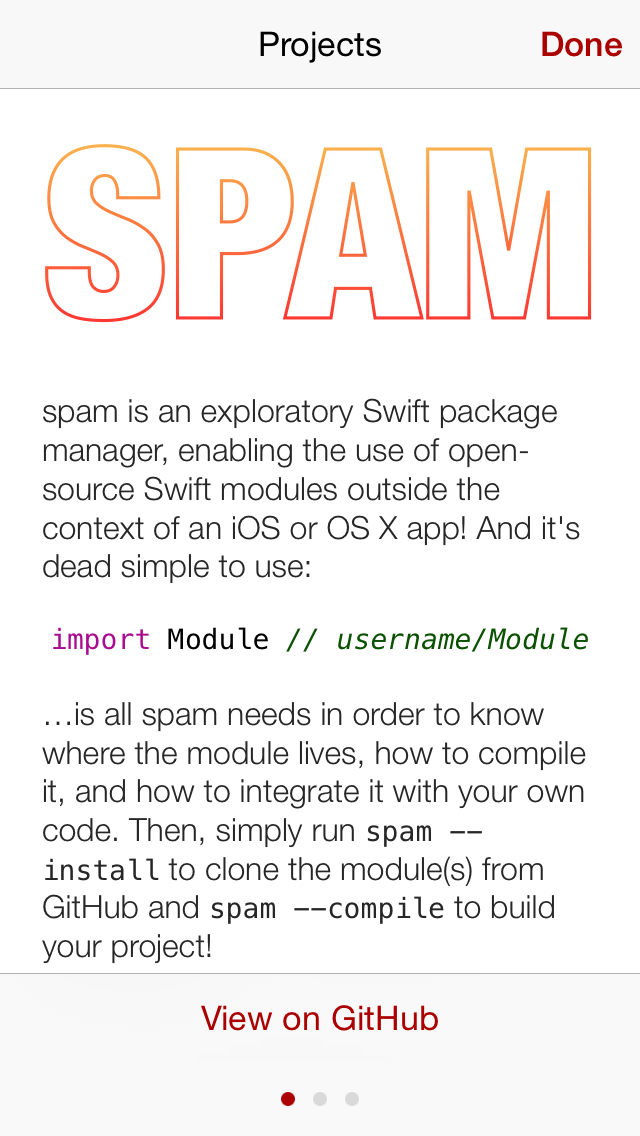 Projects
Done
SPAM
spam is an exploratory Swift package
manager, enabling the use of open-
source Swift modules outside the
context of an iOS or OS X app! And it's
dead simple to use:
import Module // username/Module
…is all spam needs in order to know
where the module lives, how to compile
it, and how to integrate it with your own
code. Then, simply run spam --
install to clone the module(s) from
GitHub and spam --compile to build
your project!
View on GitHub